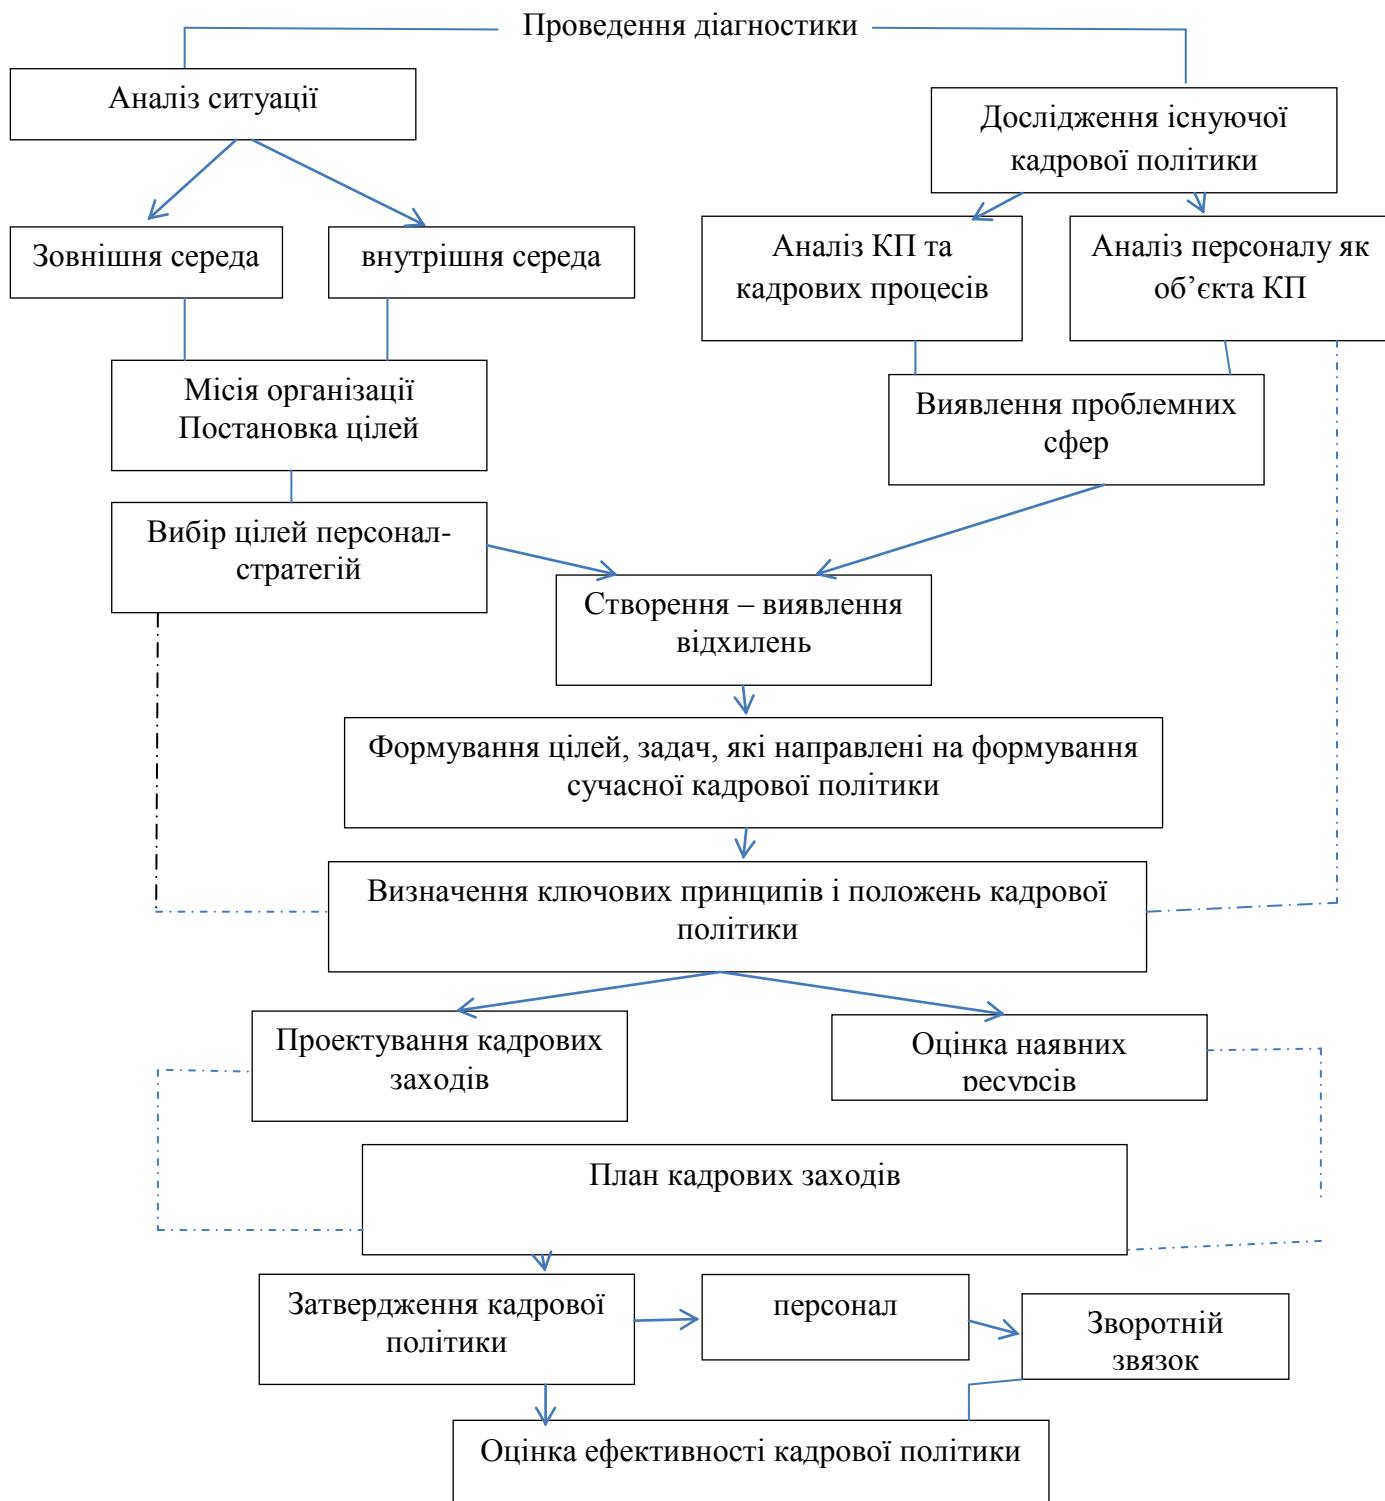 Проведення діагностики
Аналіз ситуації
Дослідження існуючої
кадрової політики
Зовнішня середа
внутрішня середа
Аналіз КП та
кадрових процесів
Аналіз персоналу як
об’єкта КП
Місія організації
Постановка цілей
Виявлення проблемних
сфер
Вибір цілей персонал-
стратегій
Створення – виявлення
відхилень
Формування цілей, задач, які направлені на формування
сучасної кадрової політики
Визначення ключових принципів і положень кадрової
політики
Проектування кадрових
заходів
Оцінка наявних
ресурсів
План кадрових заходів
Затвердження кадрової
політики
персонал
Зворотній
звязок
Оцінка ефективності кадрової політики